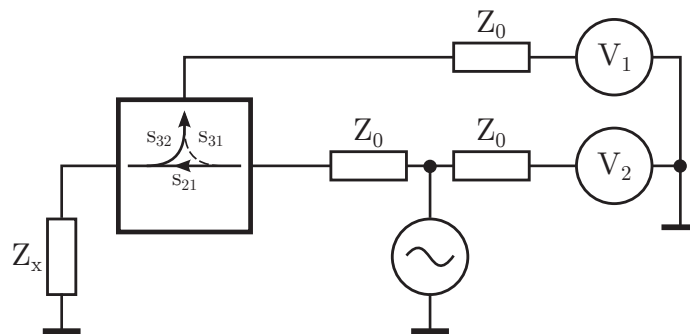 Z₀
V₁
s₃₂ s₃₁
s₂₁
Z₀
Z₀
V₂
Zₓ